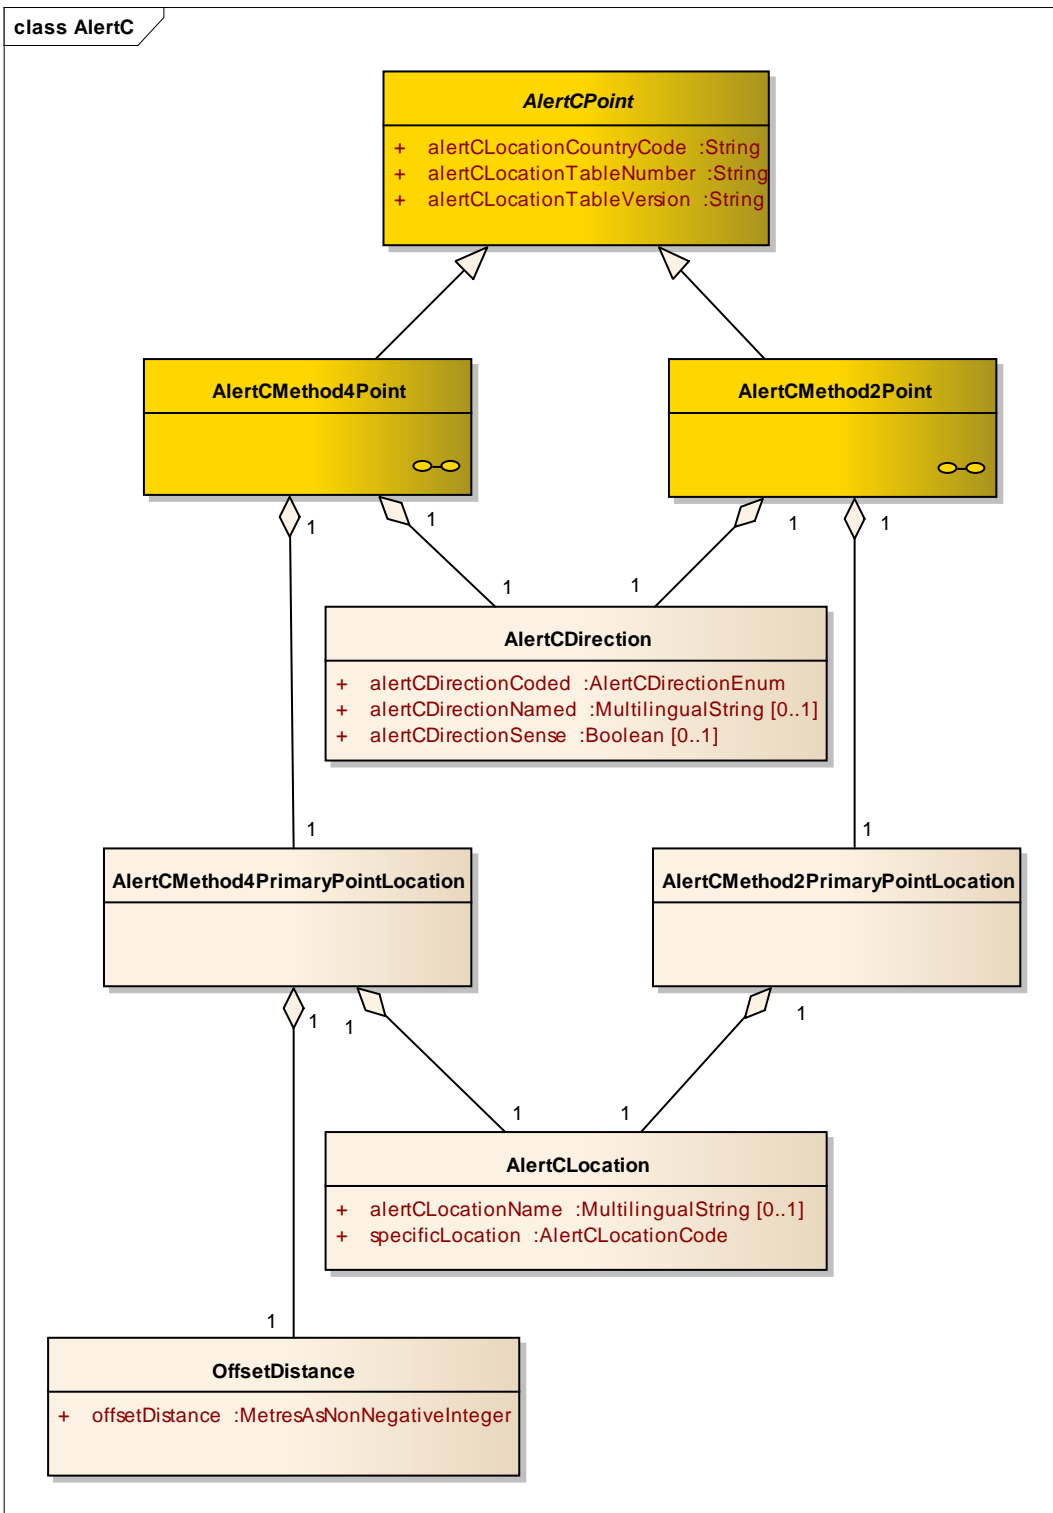 class AlertC
AlertCPoint
+ alertCLocationCountryCode :String
+ alertCLocationTableNumber :String
+ alertCLocationTableVersion :String
AlertCMethod4Point
AlertCMethod2Point
1
1
1
1
1
1
AlertCDirection
+ alertCDirectionCoded :AlertCDirectionEnum
+ alertCDirectionNamed :MultilingualString [0..1]
+ alertCDirectionSense :Boolean [0..1]
1
1
AlertCMethod4PrimaryPointLocation
AlertCMethod2PrimaryPointLocation
1
1
1
1
1
AlertCLocation
+ alertCLocationName :MultilingualString [0..1]
+ specificLocation :AlertCLocationCode
1
OffsetDistance
+ offsetDistance :MetresAsNonNegativeInteger